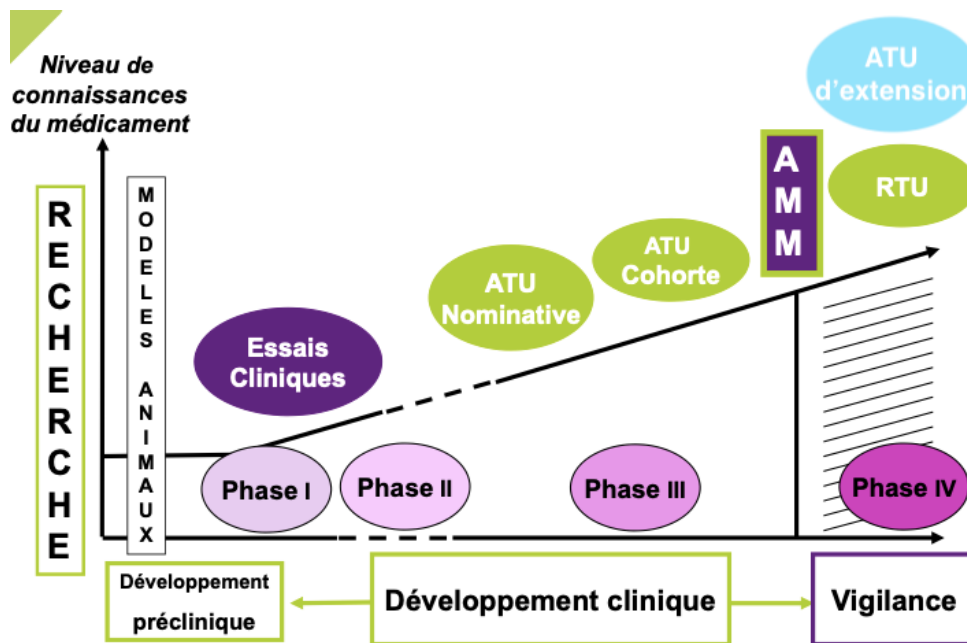 Niveau de
connaissances
du médicament
ATU
d'extension
AMM
RTU
RECHERCHE
MODELES ANIMAUX
ATU
Cohorte
ATU
Nominative
Essais
Cliniques
Phase I
Phase II
Phase III
Phase IV
Développement
préclinique
Développement clinique
Vigilance